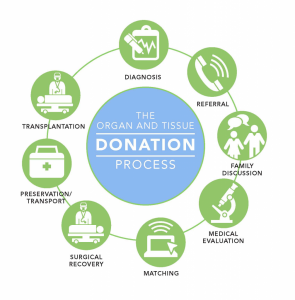 THE
ORGAN AND TISSUE
DONATION
PROCESS
DIAGNOSIS
REFERRAL
FAMILY
DISCUSSION
MEDICAL
EVALUATION
MATCHING
SURGICAL
RECOVERY
PRESERVATION/
TRANSPORT
TRANSPLANTATION